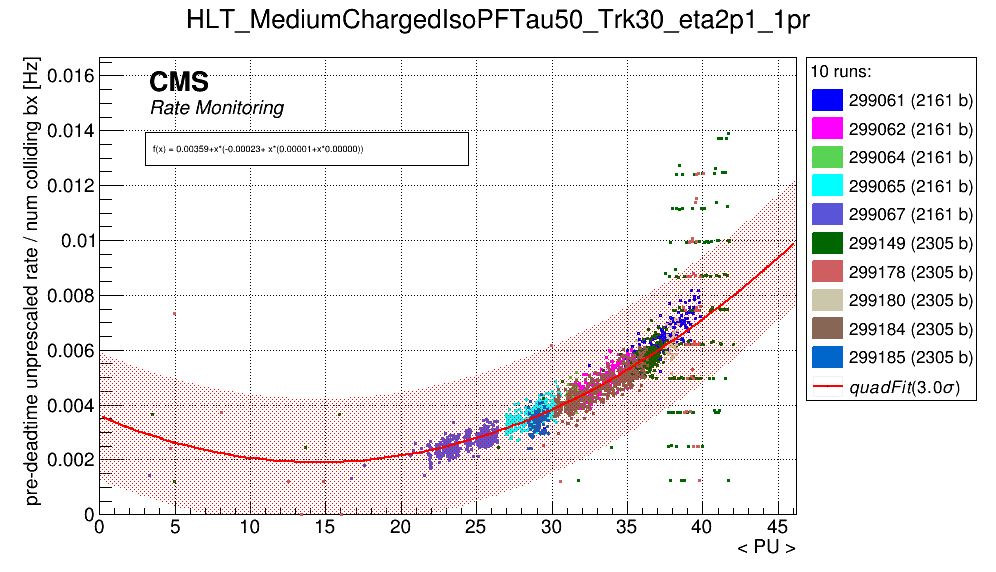 HLT_MediumChargedIsoPFTau50_Trk30_eta2p1_1pr
pre-deadtime unprescaled rate / num colliding bx [Hz]
0.016
0.014
0.012
0.01
0.008
0.006
0.004
0.002
0
CMS
Rate Monitoring
f(x) = 0.00359+x*(-0.00023+ x*(0.00001+x*0.00000))
0 5 10 15 20 25 30 35 40 45
< PU >
10 runs:
299061 (2161 b)
299062 (2161 b)
299064 (2161 b)
299065 (2161 b)
299067 (2161 b)
299149 (2305 b)
299178 (2305 b)
299180 (2305 b)
299184 (2305 b)
299185 (2305 b)
quadFit(3.0σ)